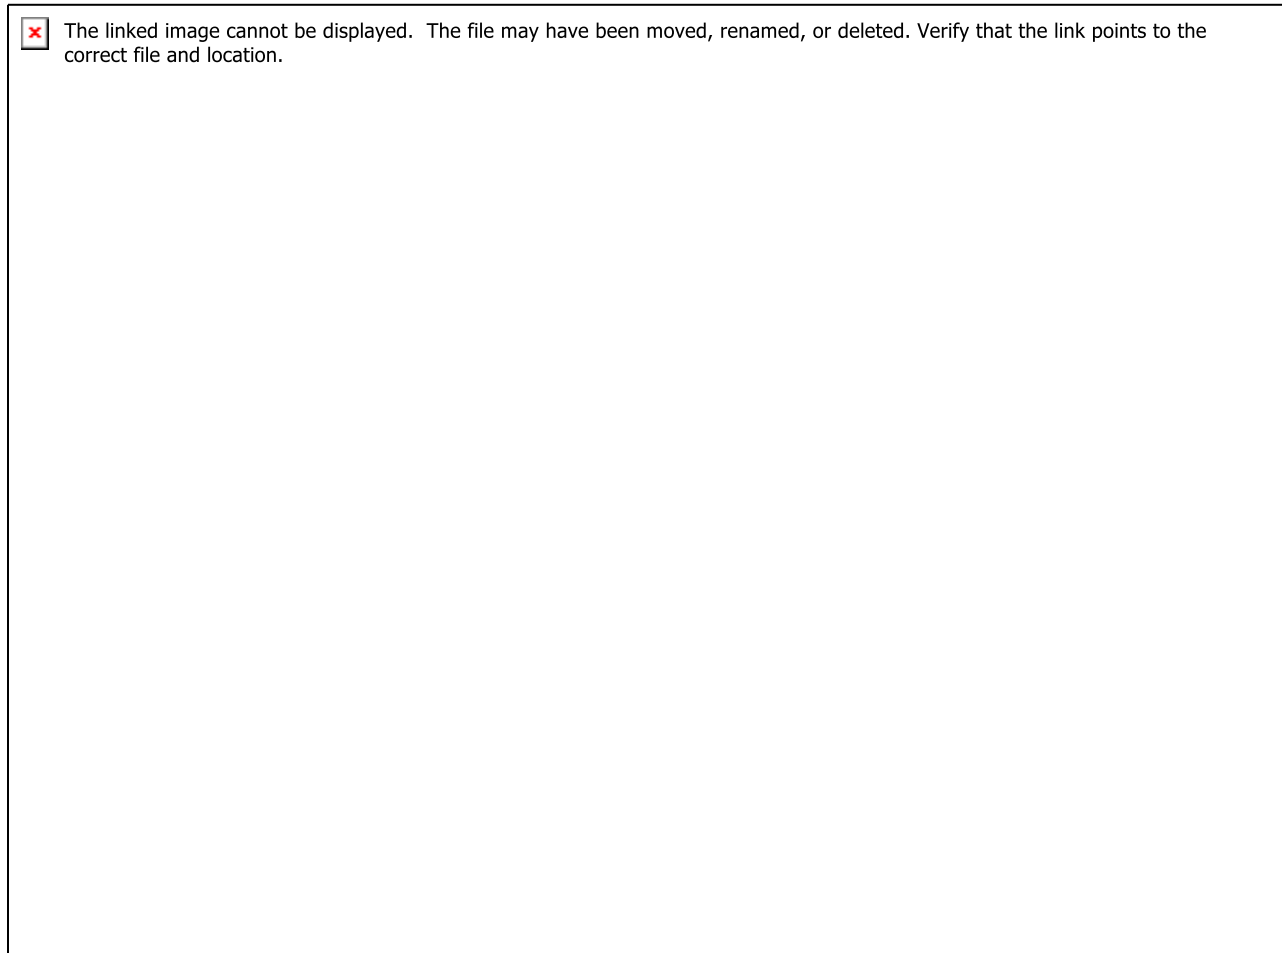 The linked image cannot be displayed.  The file may have been moved, renamed, or deleted. Verify that the link points to the
correct file and location.